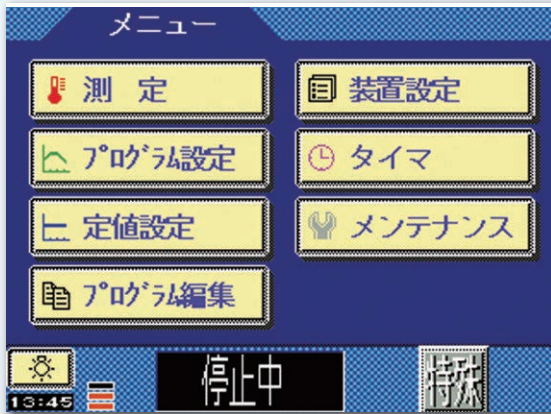 メニュー
測 定
装置設定
プログラム設定
タイマ
定値設定
メンテナンス
プログラム編集
停止中
特殊
13:45